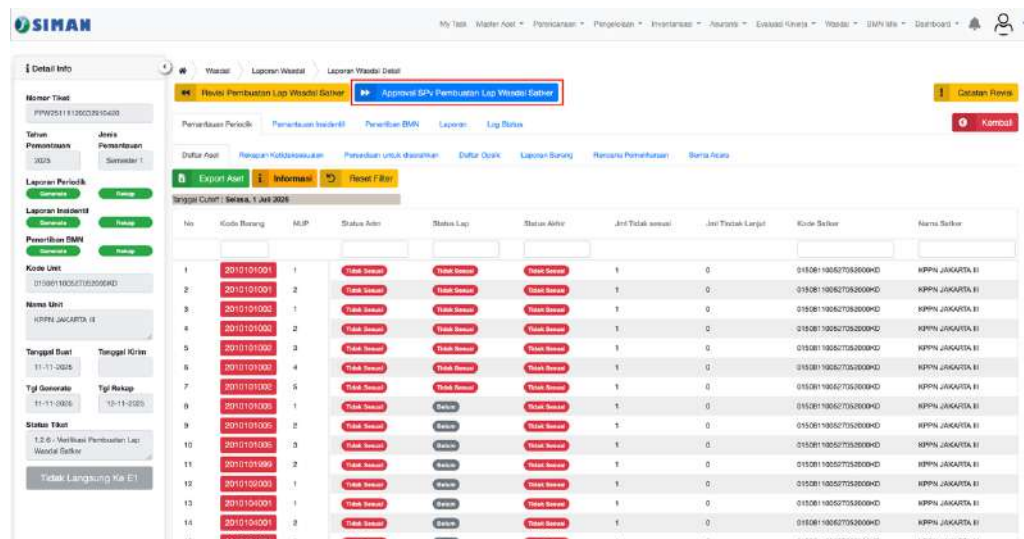 SIMAN
My Task Master Aset Perencanaan Pengelolaan Inventarisasi Asuransi Evaluasi Kinerja Wasdal BMN Idle Dashboard
Detail Info
Wasdal Laporan Wasdal Laporan Wasdal Detail
Revisi Pembuatan Lap Wasdal Satker Approval SPv Pembuatan Lap Wasdal Satker Catatan Revisi
Nomor Tiket
Pemantauan Periodik Pemantauan Insidentil Penertiban BMN Laporan Log Status Kembali
Tahun Pemantauan Jenis Pemantauan
2025 Semester 1
Daftar Aset Rekapan Ketidaksesuaian Persediaan untuk diserahkan Laporan Barang Rencana Pemeliharaan Berita Acara
Export Aset Informasi Reset Filter
Laporan Periodik
Generate Rekap
Tanggal Cutoff : Selasa, 1 Juli 2025
Laporan Insidentil
Generate Rekap
No Kode Barang NUP Status Adm Status Lap Status Akhir Jml Tidak sesuai Jml Tindak Lanjut Kode Satker Nama Satker
Penertiban BMN
Generate Rekap
Kode Unit
Nama Unit
KPPN JAKARTA III
Tanggal Buat Tanggal Kirim
11-11-2025
Tgl Generate Tgl Rekap
11-11-2025 12-11-2025
Status Tiket
1.2.6 - Verifikasi Pembuatan Lap
Wasdal Satker
Tidak Langsung Ke E1
1 2010101001 1 Tidak Sesuai Tidak Sesuai Tidak Sesuai 1 0 KPPN JAKARTA III
2 2010101001 2 Tidak Sesuai Tidak Sesuai Tidak Sesuai 1 0 KPPN JAKARTA III
3 2010101002 1 Tidak Sesuai Tidak Sesuai Tidak Sesuai 1 0 KPPN JAKARTA III
4 2010101002 2 Tidak Sesuai Tidak Sesuai Tidak Sesuai 1 0 KPPN JAKARTA III
5 2010101002 3 Tidak Sesuai Tidak Sesuai Tidak Sesuai 1 0 KPPN JAKARTA III
6 2010101002 4 Tidak Sesuai Tidak Sesuai Tidak Sesuai 1 0 KPPN JAKARTA III
7 2010101002 5 Tidak Sesuai Tidak Sesuai Tidak Sesuai 1 0 KPPN JAKARTA III
8 2010101005 1 Tidak Sesuai Belum Tidak Sesuai 1 0 KPPN JAKARTA III
9 2010101005 2 Tidak Sesuai Belum Tidak Sesuai 1 0 KPPN JAKARTA III
10 2010101005 3 Tidak Sesuai Belum Tidak Sesuai 1 0 KPPN JAKARTA III
11 2010101999 2 Tidak Sesuai Belum Tidak Sesuai 1 0 KPPN JAKARTA III
12 2010102003 1 Tidak Sesuai Belum Tidak Sesuai 1 0 KPPN JAKARTA III
13 2010104001 1 Tidak Sesuai Belum Tidak Sesuai 1 0 KPPN JAKARTA III
14 2010104001 2 Tidak Sesuai Belum Tidak Sesuai 1 0 KPPN JAKARTA III